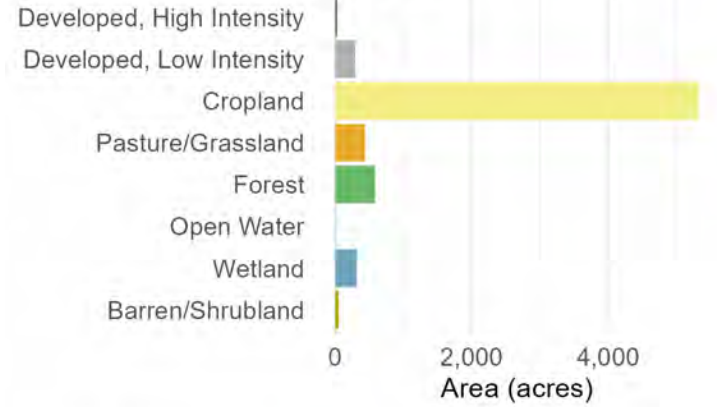 Developed, High Intensity
Developed, Low Intensity
Cropland
Pasture/Grassland
Forest
Open Water
Wetland
Barren/Shrubland
0 2,000 4,000
Area (acres)